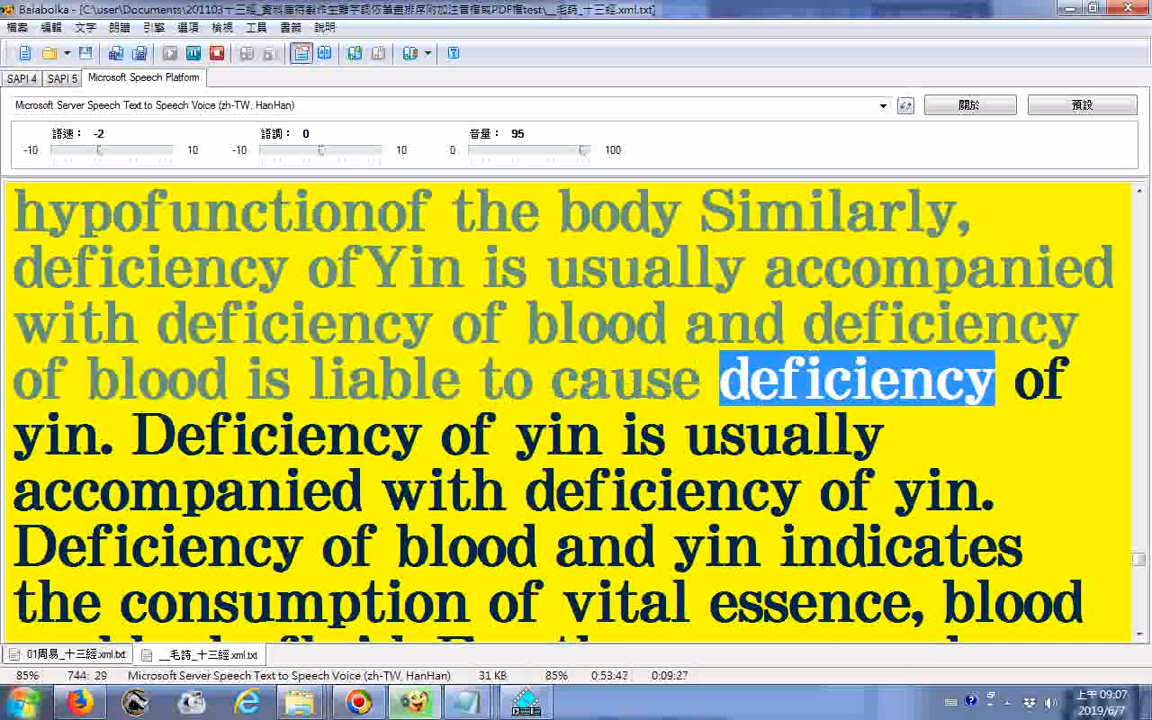 Balabolka - [C:\user\Documents\201103十三經_資料庫得製作生難字詞依筆畫排序附加注音檔或PDF檔test\__毛詩_十三經.xml.txt]
檔案 編輯 文字 朗讀 引擎 選項 檢視 工具 書籤 說明
SAPI 4 SAPI 5 Microsoft Speech Platform
Microsoft Server Speech Text to Speech Voice (zh-TW, HanHan) 關於 預設
語速： -2 語調： 0 音量： 95
-10 10 -10 10 0 100
hypofunctionof the body Similarly,
deficiency ofYin is usually accompanied
with deficiency of blood and deficiency
of blood is liable to cause deficiency of
yin. Deficiency of yin is usually
accompanied with deficiency of yin.
Deficiency of blood and yin indicates
the consumption of vital essence, blood
01周易_十三經.xml.txt __毛詩_十三經.xml.txt
85% 744: 29 Microsoft Server Speech Text to Speech Voice (zh-TW, HanHan) 31 KB 85% 0:53:47 0:09:27
上午 09:07
2019/6/7